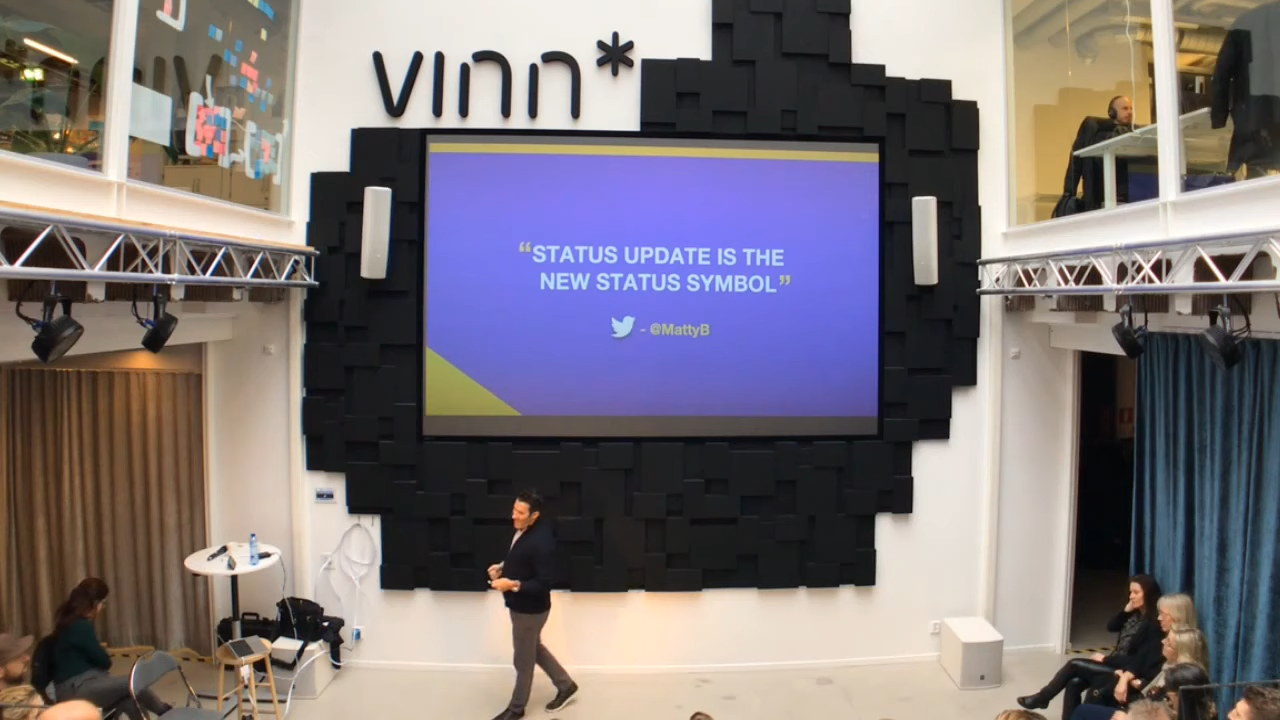 vinn*
“STATUS UPDATE IS THE
NEW STATUS SYMBOL”
- @MattyB